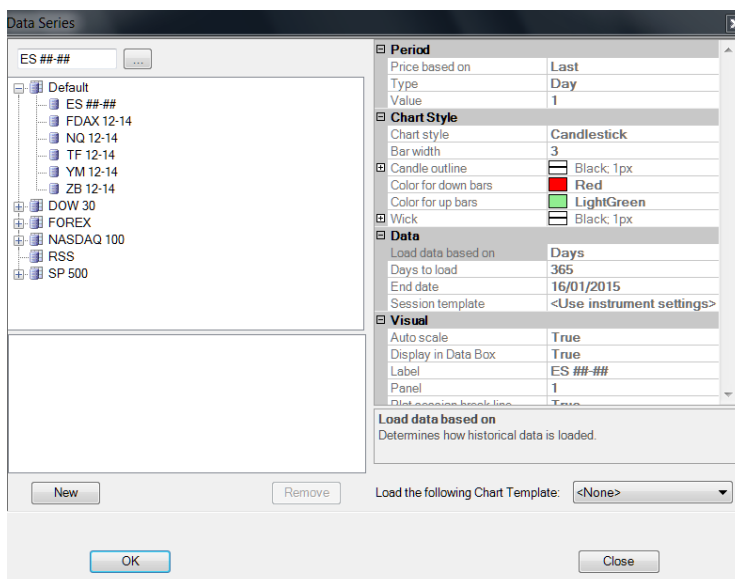 Data Series
ES ##-##
...
Default
ES ##-##
FDAX 12-14
NQ 12-14
TF 12-14
YM 12-14
ZB 12-14
DOW 30
FOREX
NASDAQ 100
RSS
SP 500
New
Remove
Period
Price based on Last
Type Day
Value 1
Chart Style
Chart style Candlestick
Bar width 3
Candle outline Black; 1px
Color for down bars Red
Color for up bars LightGreen
Wick Black; 1px
Data
Load data based on Days
Days to load 365
End date 16/01/2015
Session template <Use instrument settings>
Visual
Auto scale True
Display in Data Box True
Label ES ##-##
Panel 1
Plot session break line True
Load data based on
Determines how historical data is loaded.
Load the following Chart Template: <None>
OK
Close